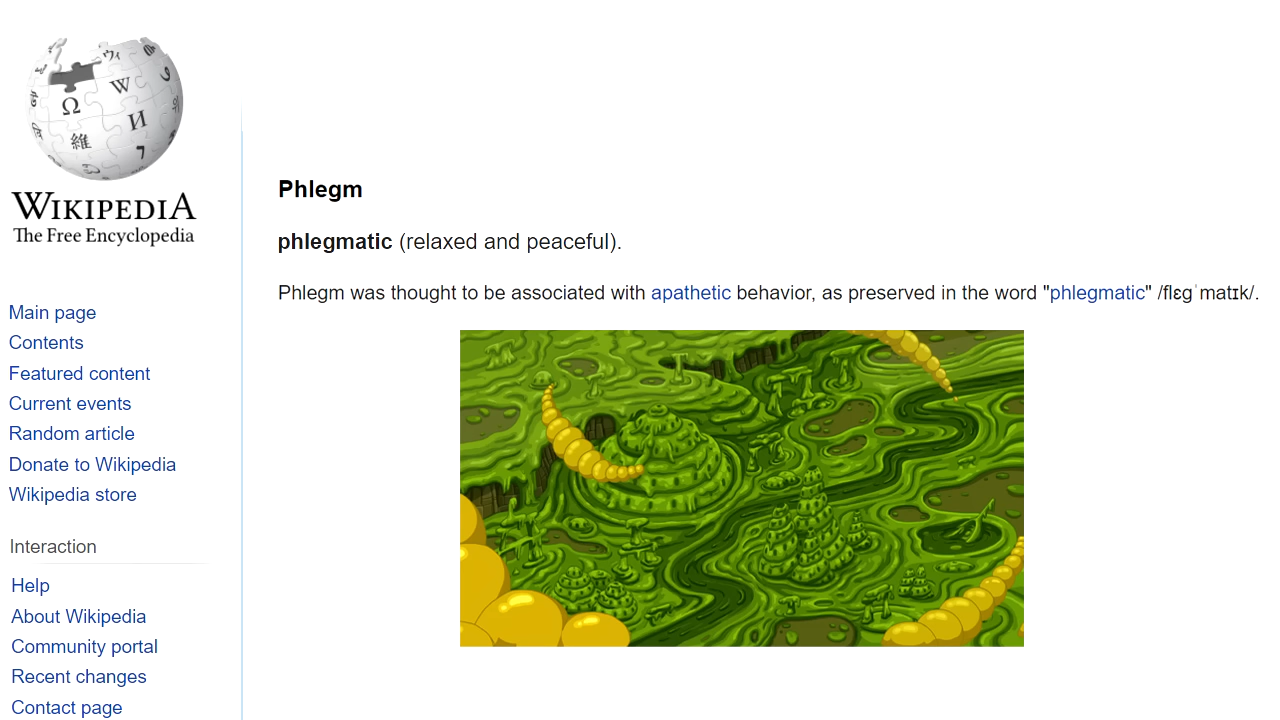 WIKIPEDIA
The Free Encyclopedia
Main page
Contents
Featured content
Current events
Random article
Donate to Wikipedia
Wikipedia store
Interaction
Help
About Wikipedia
Community portal
Recent changes
Contact page
Phlegm
phlegmatic (relaxed and peaceful).
Phlegm was thought to be associated with apathetic behavior, as preserved in the word "phlegmatic" /flɛɡˈmatɪk/.